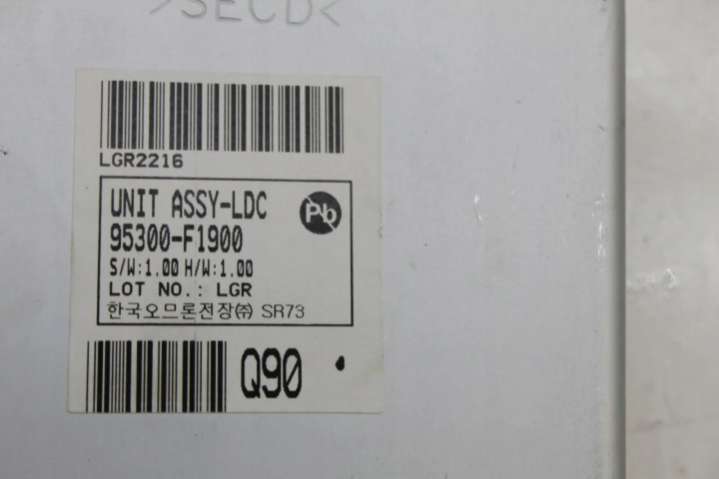 >SECD<
LGR2216
UNIT ASSY-LDC
Pb
95300-F1900
S/W:1.00 H/W:1.00
LOT NO.: LGR
한국오므론전장㈜ SR73
Q90